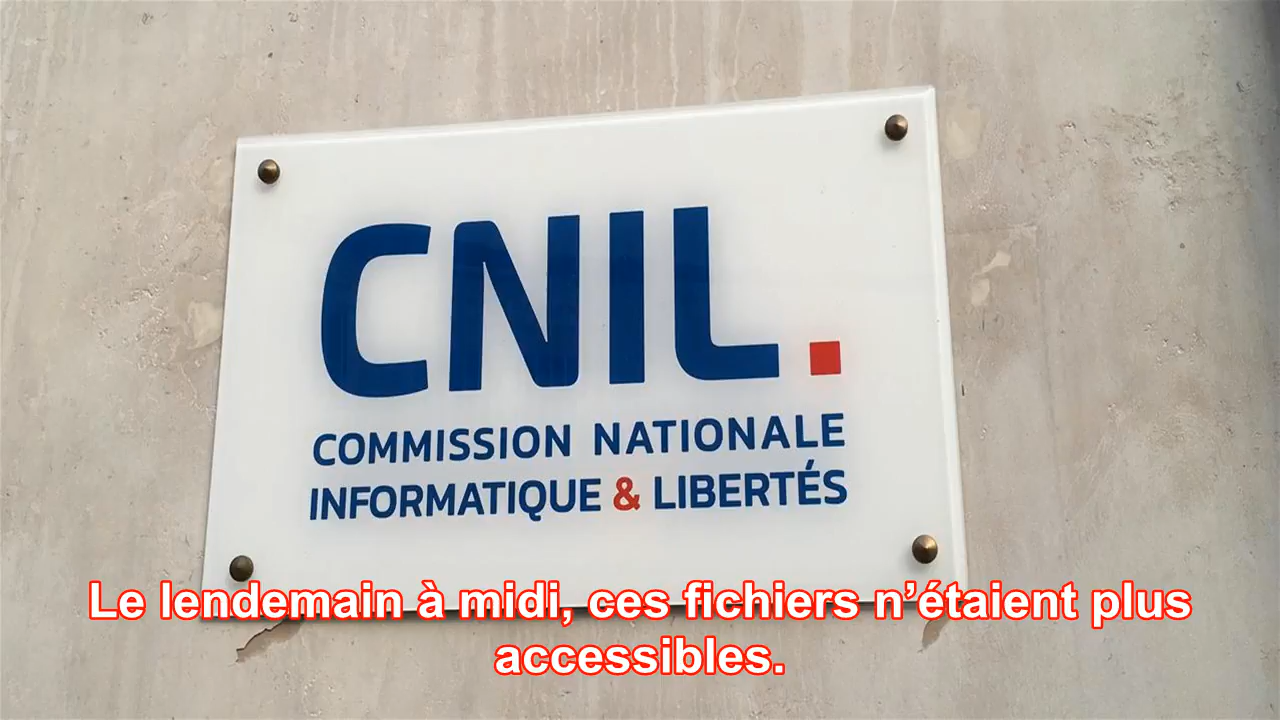 CNIL.
COMMISSION NATIONALE
INFORMATIQUE & LIBERTÉS
Le lendemain à midi, ces fichiers n’étaient plus
accessibles.